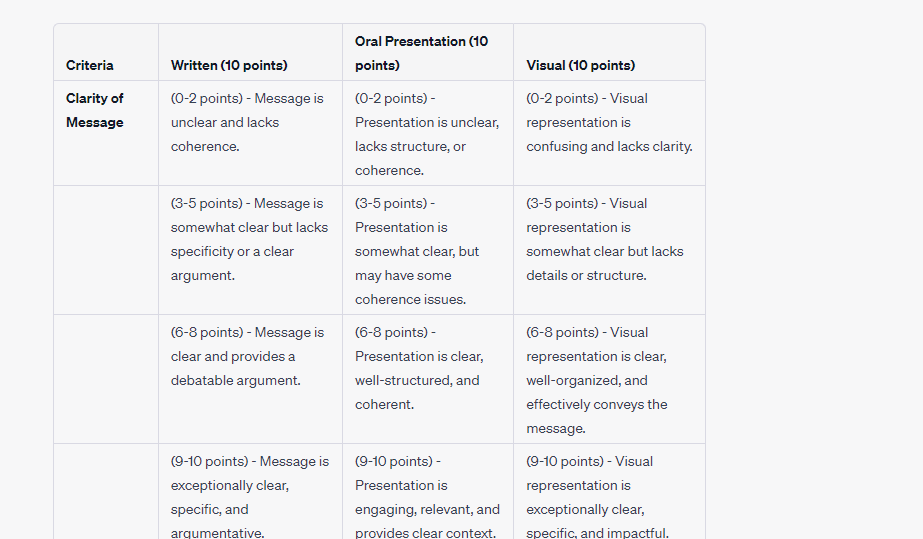 Criteria
Written (10 points)
Oral Presentation (10
points)
Visual (10 points)
Clarity of
Message
(0-2 points) - Message is
unclear and lacks
coherence.
(0-2 points) -
Presentation is unclear,
lacks structure, or
coherence.
(0-2 points) - Visual
representation is
confusing and lacks clarity.
(3-5 points) - Message is
somewhat clear but lacks
specificity or a clear
argument.
(3-5 points) -
Presentation is
somewhat clear, but
may have some
coherence issues.
(3-5 points) - Visual
representation is
somewhat clear but lacks
details or structure.
(6-8 points) - Message is
clear and provides a
debatable argument.
(6-8 points) -
Presentation is clear,
well-structured, and
coherent.
(6-8 points) - Visual
representation is clear,
well-organized, and
effectively conveys the
message.
(9-10 points) - Message is
exceptionally clear,
specific, and
argumentative.
(9-10 points) -
Presentation is
engaging, relevant, and
provides clear context.
(9-10 points) - Visual
representation is
exceptionally clear,
specific, and impactful.